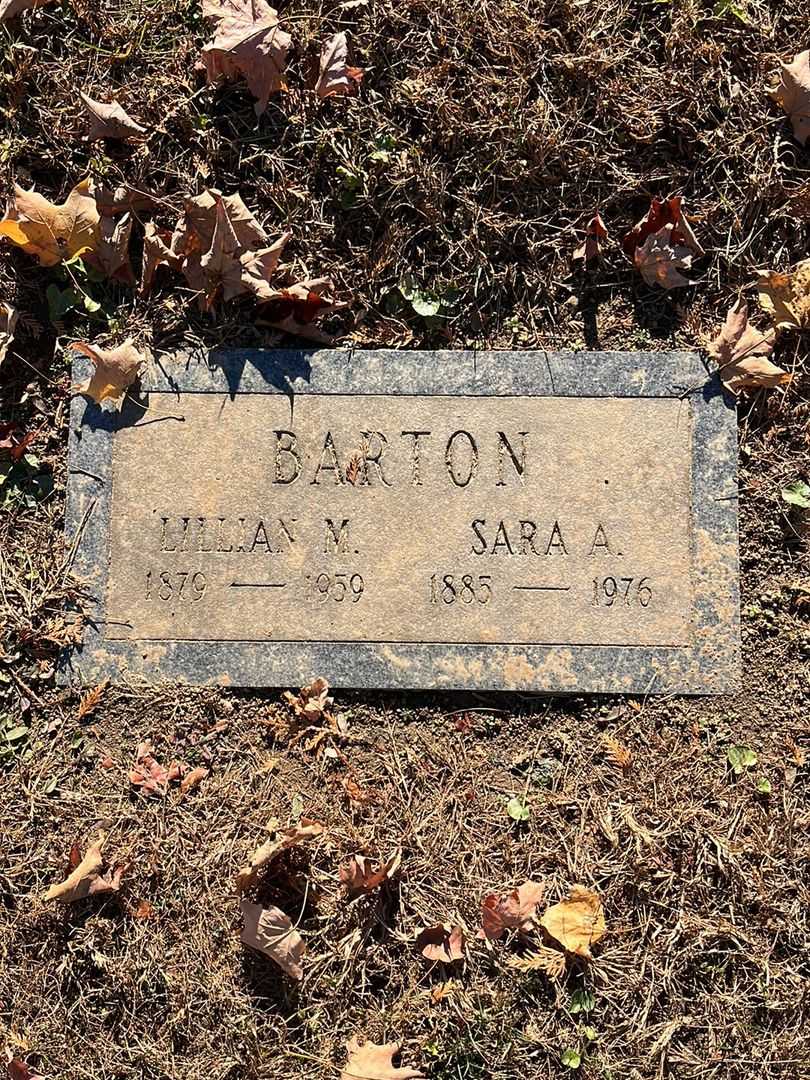 BARTON
LILLIAN M. SARA A.
1879 — 1959 1885 — 1976